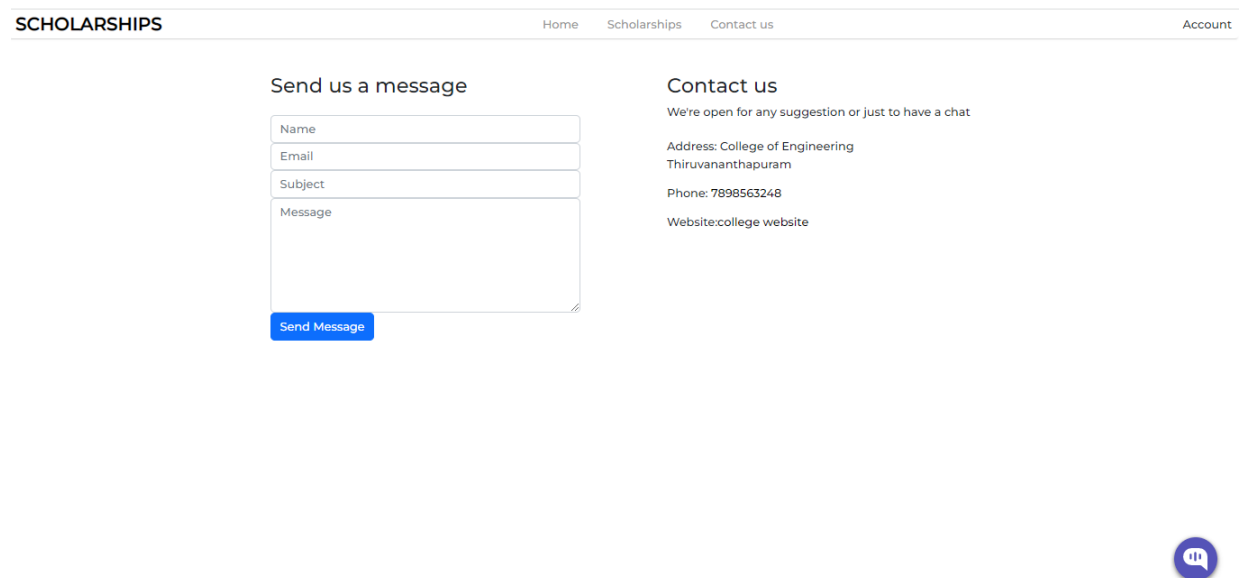 SCHOLARSHIPS
Home
Scholarships
Contact us
Account
Send us a message
Name
Email
Subject
Message
Send Message
Contact us
We're open for any suggestion or just to have a chat
Address: College of Engineering
Thiruvananthapuram
Phone: 7898563248
Website:college website